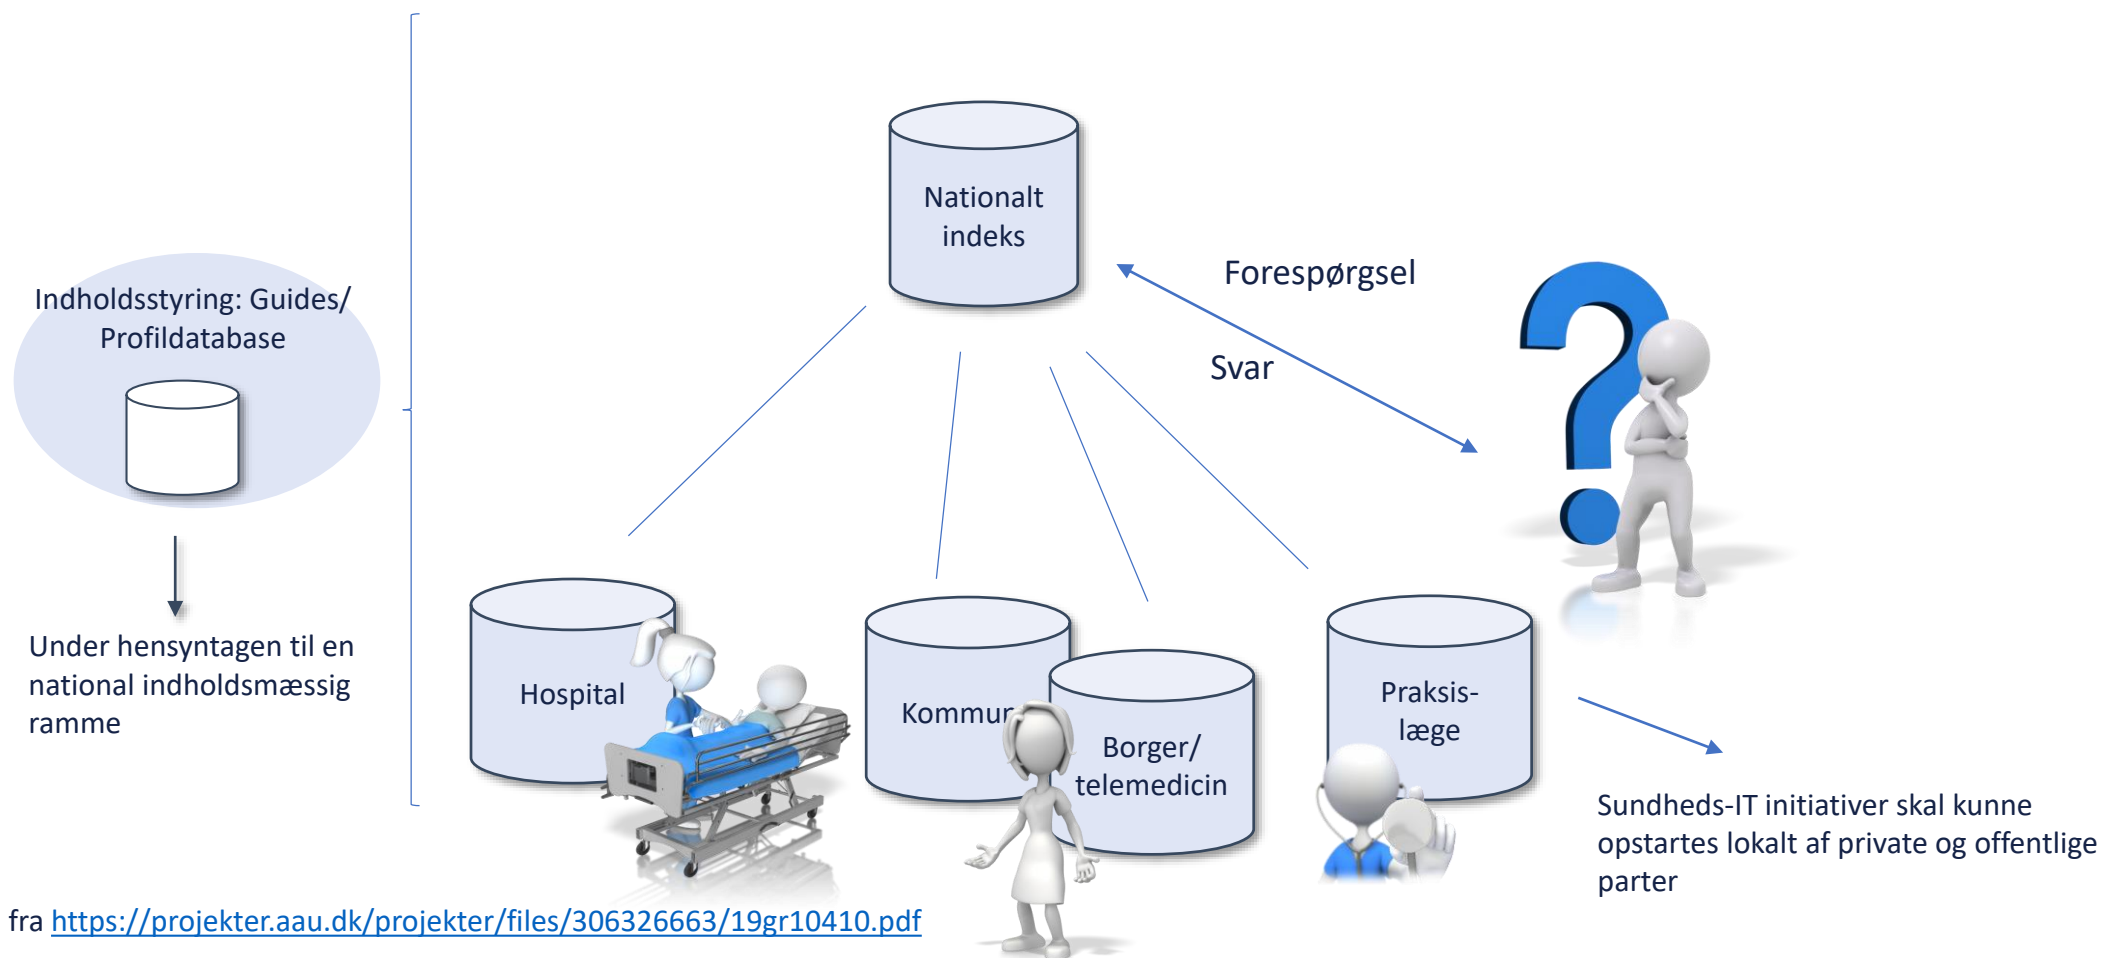 Nationalt
indeks
Forespørgsel
Svar
Indholdsstyring: Guides/
Profildatabase
Under hensyntagen til en
national indholdsmæssig
ramme
Hospital
Kommun
Borger/
telemedicin
Praksis-
læge
Sundheds-IT initiativer skal kunne
opstartes lokalt af private og offentlige
parter
fra https://projekter.aau.dk/projekter/files/306326663/19gr10410.pdf